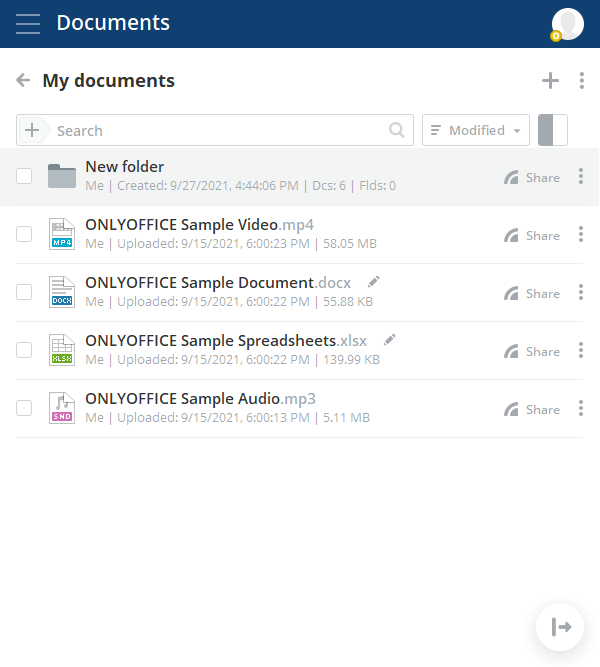 Documents
0
My documents
Search
Modified
New folder
Me | Created: 9/27/2021, 4:44:06 PM | Dcs: 6 | Flds: 0
Share
MP4
ONLYOFFICE Sample Video.mp4
Me | Uploaded: 9/15/2021, 6:00:23 PM | 58.05 MB
Share
DOCX
ONLYOFFICE Sample Document.docx
Me | Uploaded: 9/15/2021, 6:00:22 PM | 55.88 KB
Share
XLSX
ONLYOFFICE Sample Spreadsheets.xlsx
Me | Uploaded: 9/15/2021, 6:00:22 PM | 139.99 KB
Share
SND
ONLYOFFICE Sample Audio.mp3
Me | Uploaded: 9/15/2021, 6:00:13 PM | 5.11 MB
Share